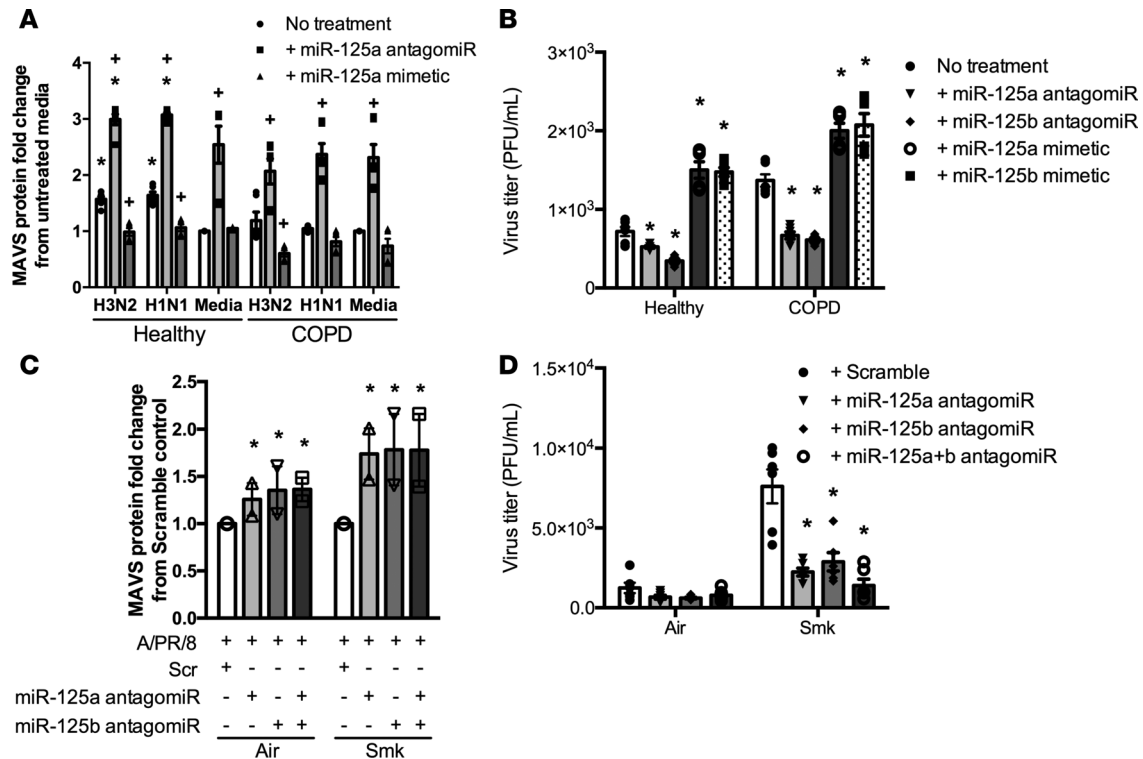 A
No treatment
+ miR-125a antagomiR
+ miR-125a mimetic
MAVS protein fold change
from untreated media
4
3
2
1
0
+ + + + + +
* * * *
+ + +
H3N2 H1N1 Media H3N2 H1N1 Media
Healthy COPD
B
No treatment
+ miR-125a antagomiR
+ miR-125b antagomiR
+ miR-125a mimetic
+ miR-125b mimetic
Virus titer (PFU/mL)
3×10³
2×10³
1×10³
0
* * * * * * * *
Healthy COPD
C
MAVS protein fold change
from Scramble control
2.5
2.0
1.5
1.0
0.5
0.0
* * * * * *
A/PR/8 + + + + + + + +
Scr + - - - + - - -
miR-125a antagomiR - + - + - + - +
miR-125b antagomiR - - + + - - + +
Air Smk
D
+ Scramble
+ miR-125a antagomiR
+ miR-125b antagomiR
+ miR-125a+b antagomiR
Virus titer (PFU/mL)
1.5×10⁴
1.0×10⁴
5.0×10³
0.0
* * *
Air Smk